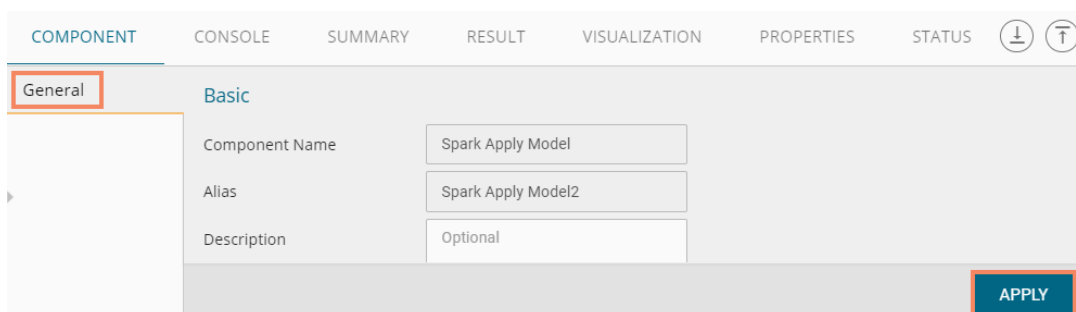 COMPONENT CONSOLE SUMMARY RESULT VISUALIZATION PROPERTIES STATUS
General
Basic
Component Name Spark Apply Model
Alias Spark Apply Model2
Description Optional
APPLY